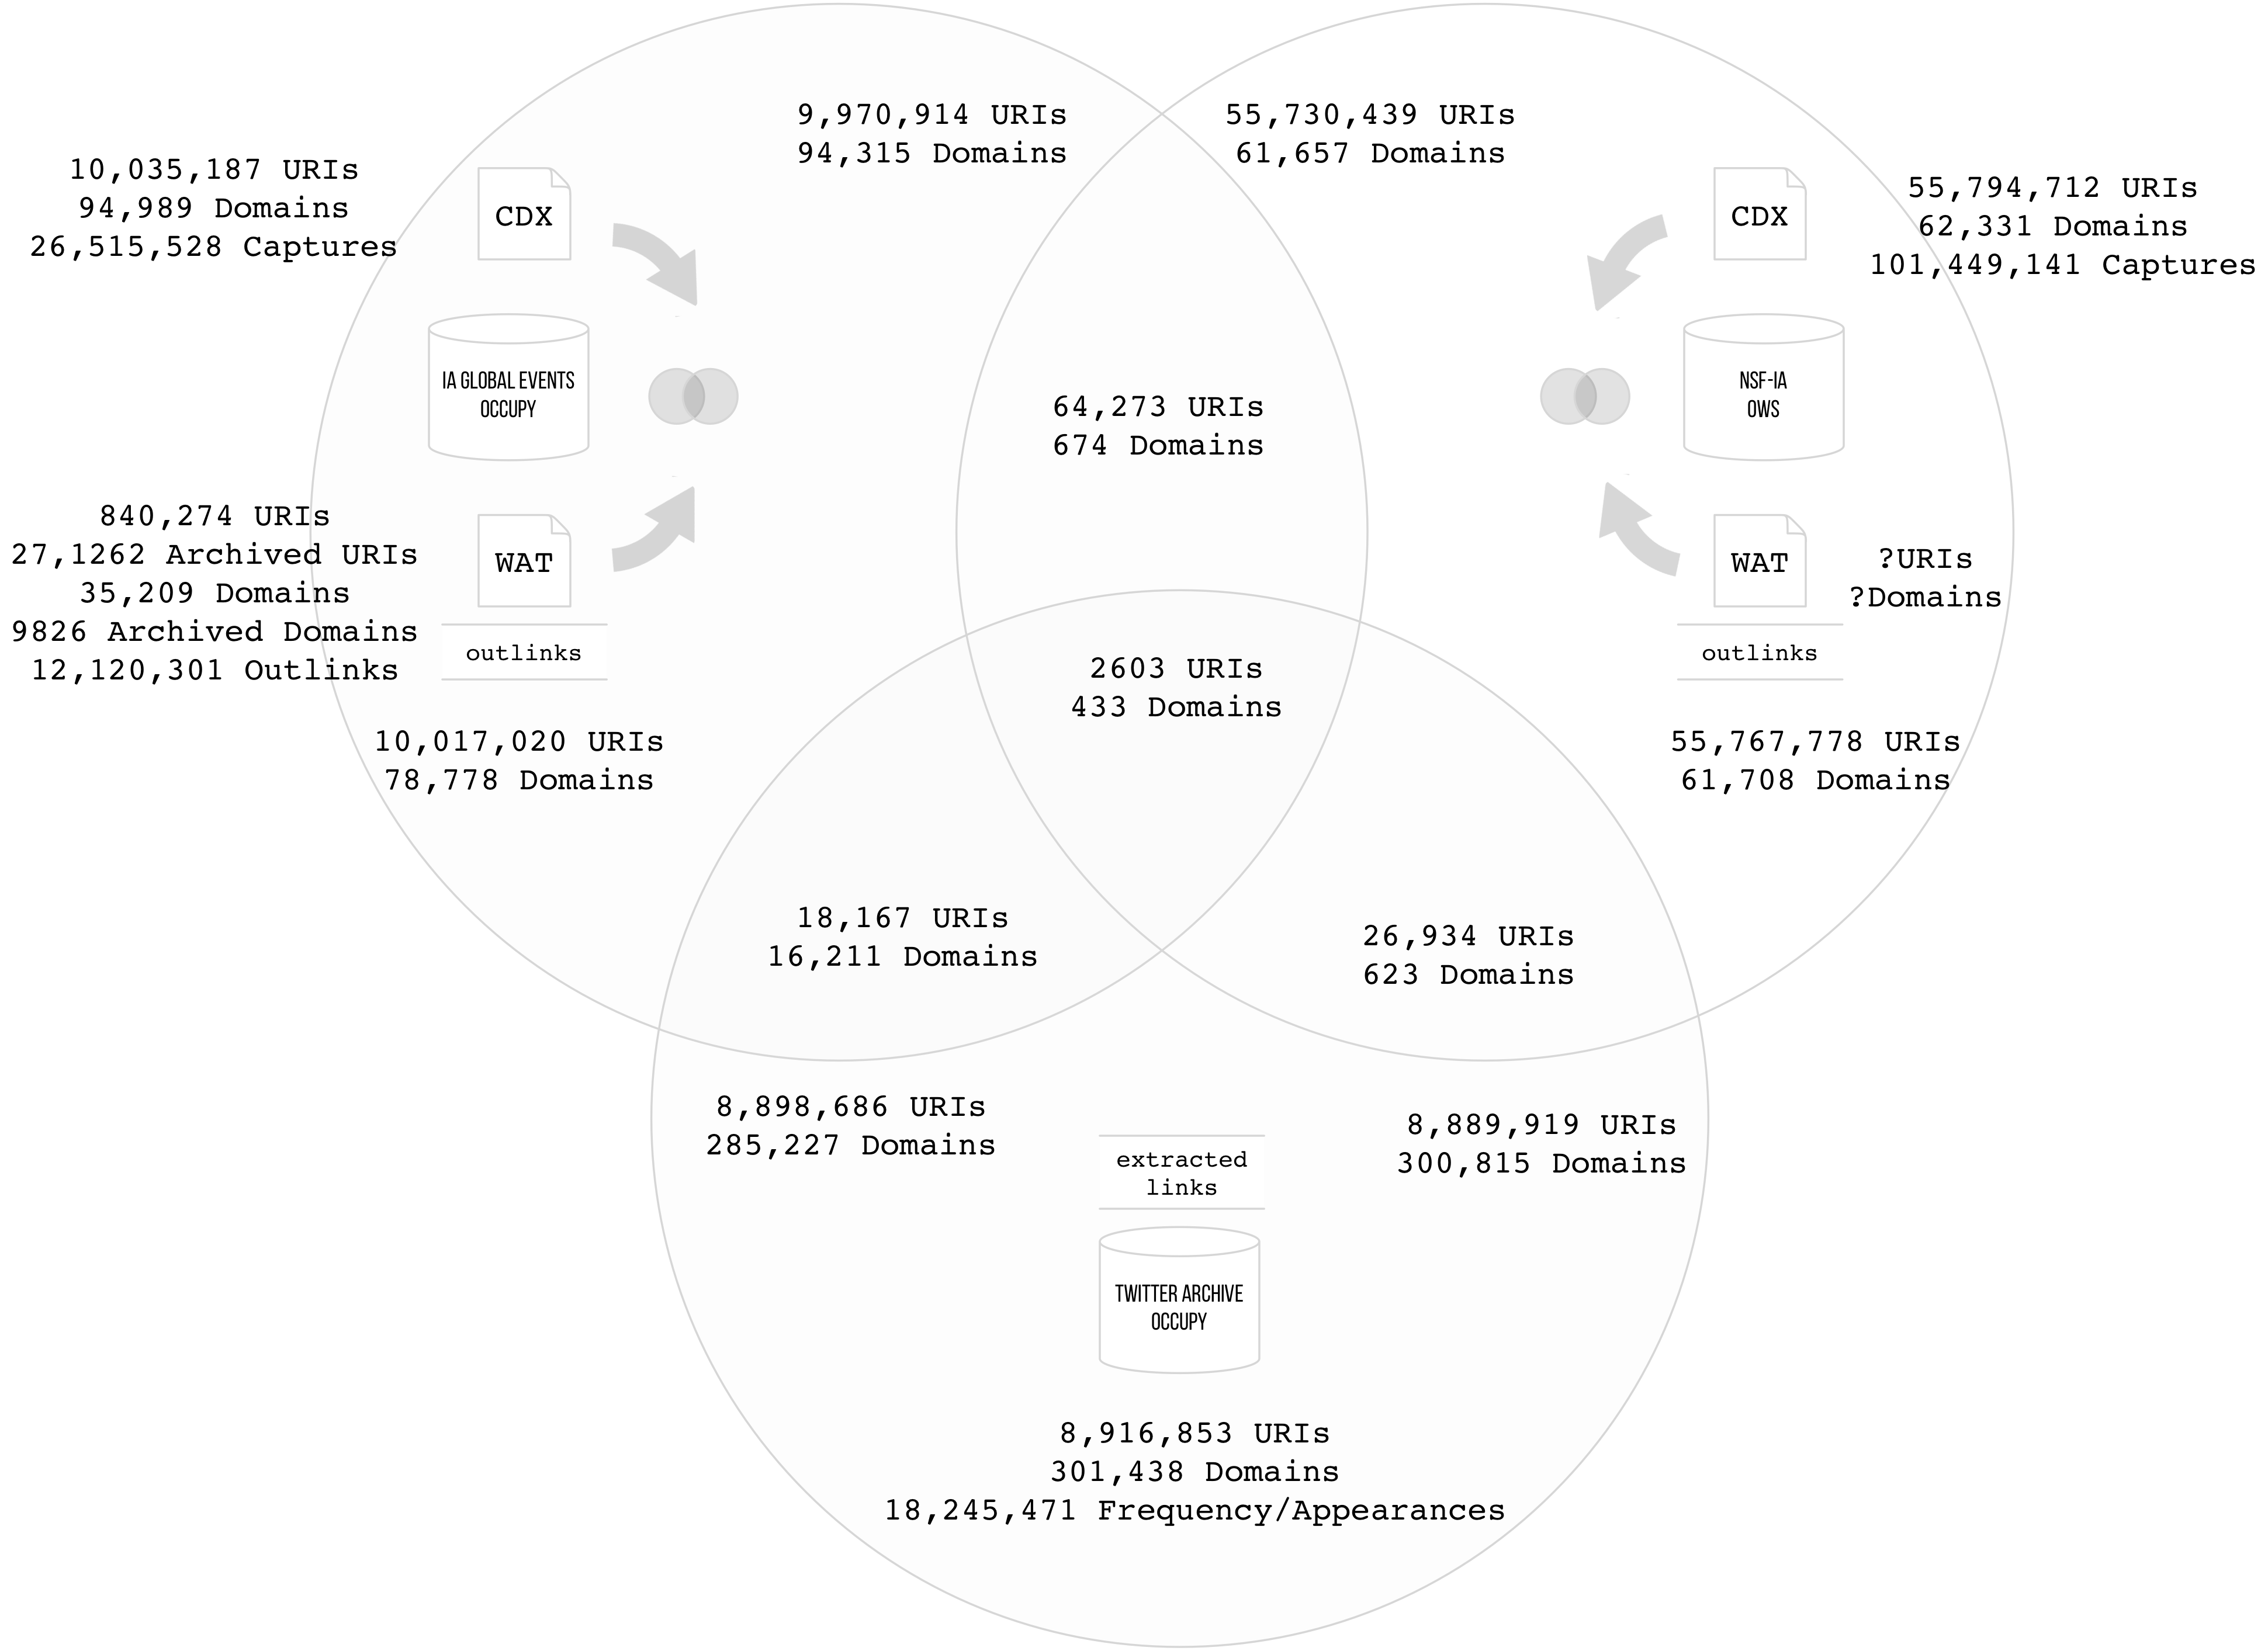 9,970,914 URIs
94,315 Domains
55,730,439 URIs
61,657 Domains
10,035,187 URIs
94,989 Domains
26,515,528 Captures
CDX
CDX
55,794,712 URIs
62,331 Domains
101,449,141 Captures
IA GLOBAL EVENTS
OCCUPY
64,273 URIs
674 Domains
NSF-IA
OWS
840,274 URIs
27,1262 Archived URIs
35,209 Domains
9826 Archived Domains
12,120,301 Outlinks
WAT
outlinks
WAT
outlinks
?URIs
?Domains
2603 URIs
433 Domains
10,017,020 URIs
78,778 Domains
55,767,778 URIs
61,708 Domains
18,167 URIs
16,211 Domains
26,934 URIs
623 Domains
8,898,686 URIs
285,227 Domains
extracted
links
8,889,919 URIs
300,815 Domains
TWITTER ARCHIVE
OCCUPY
8,916,853 URIs
301,438 Domains
18,245,471 Frequency/Appearances